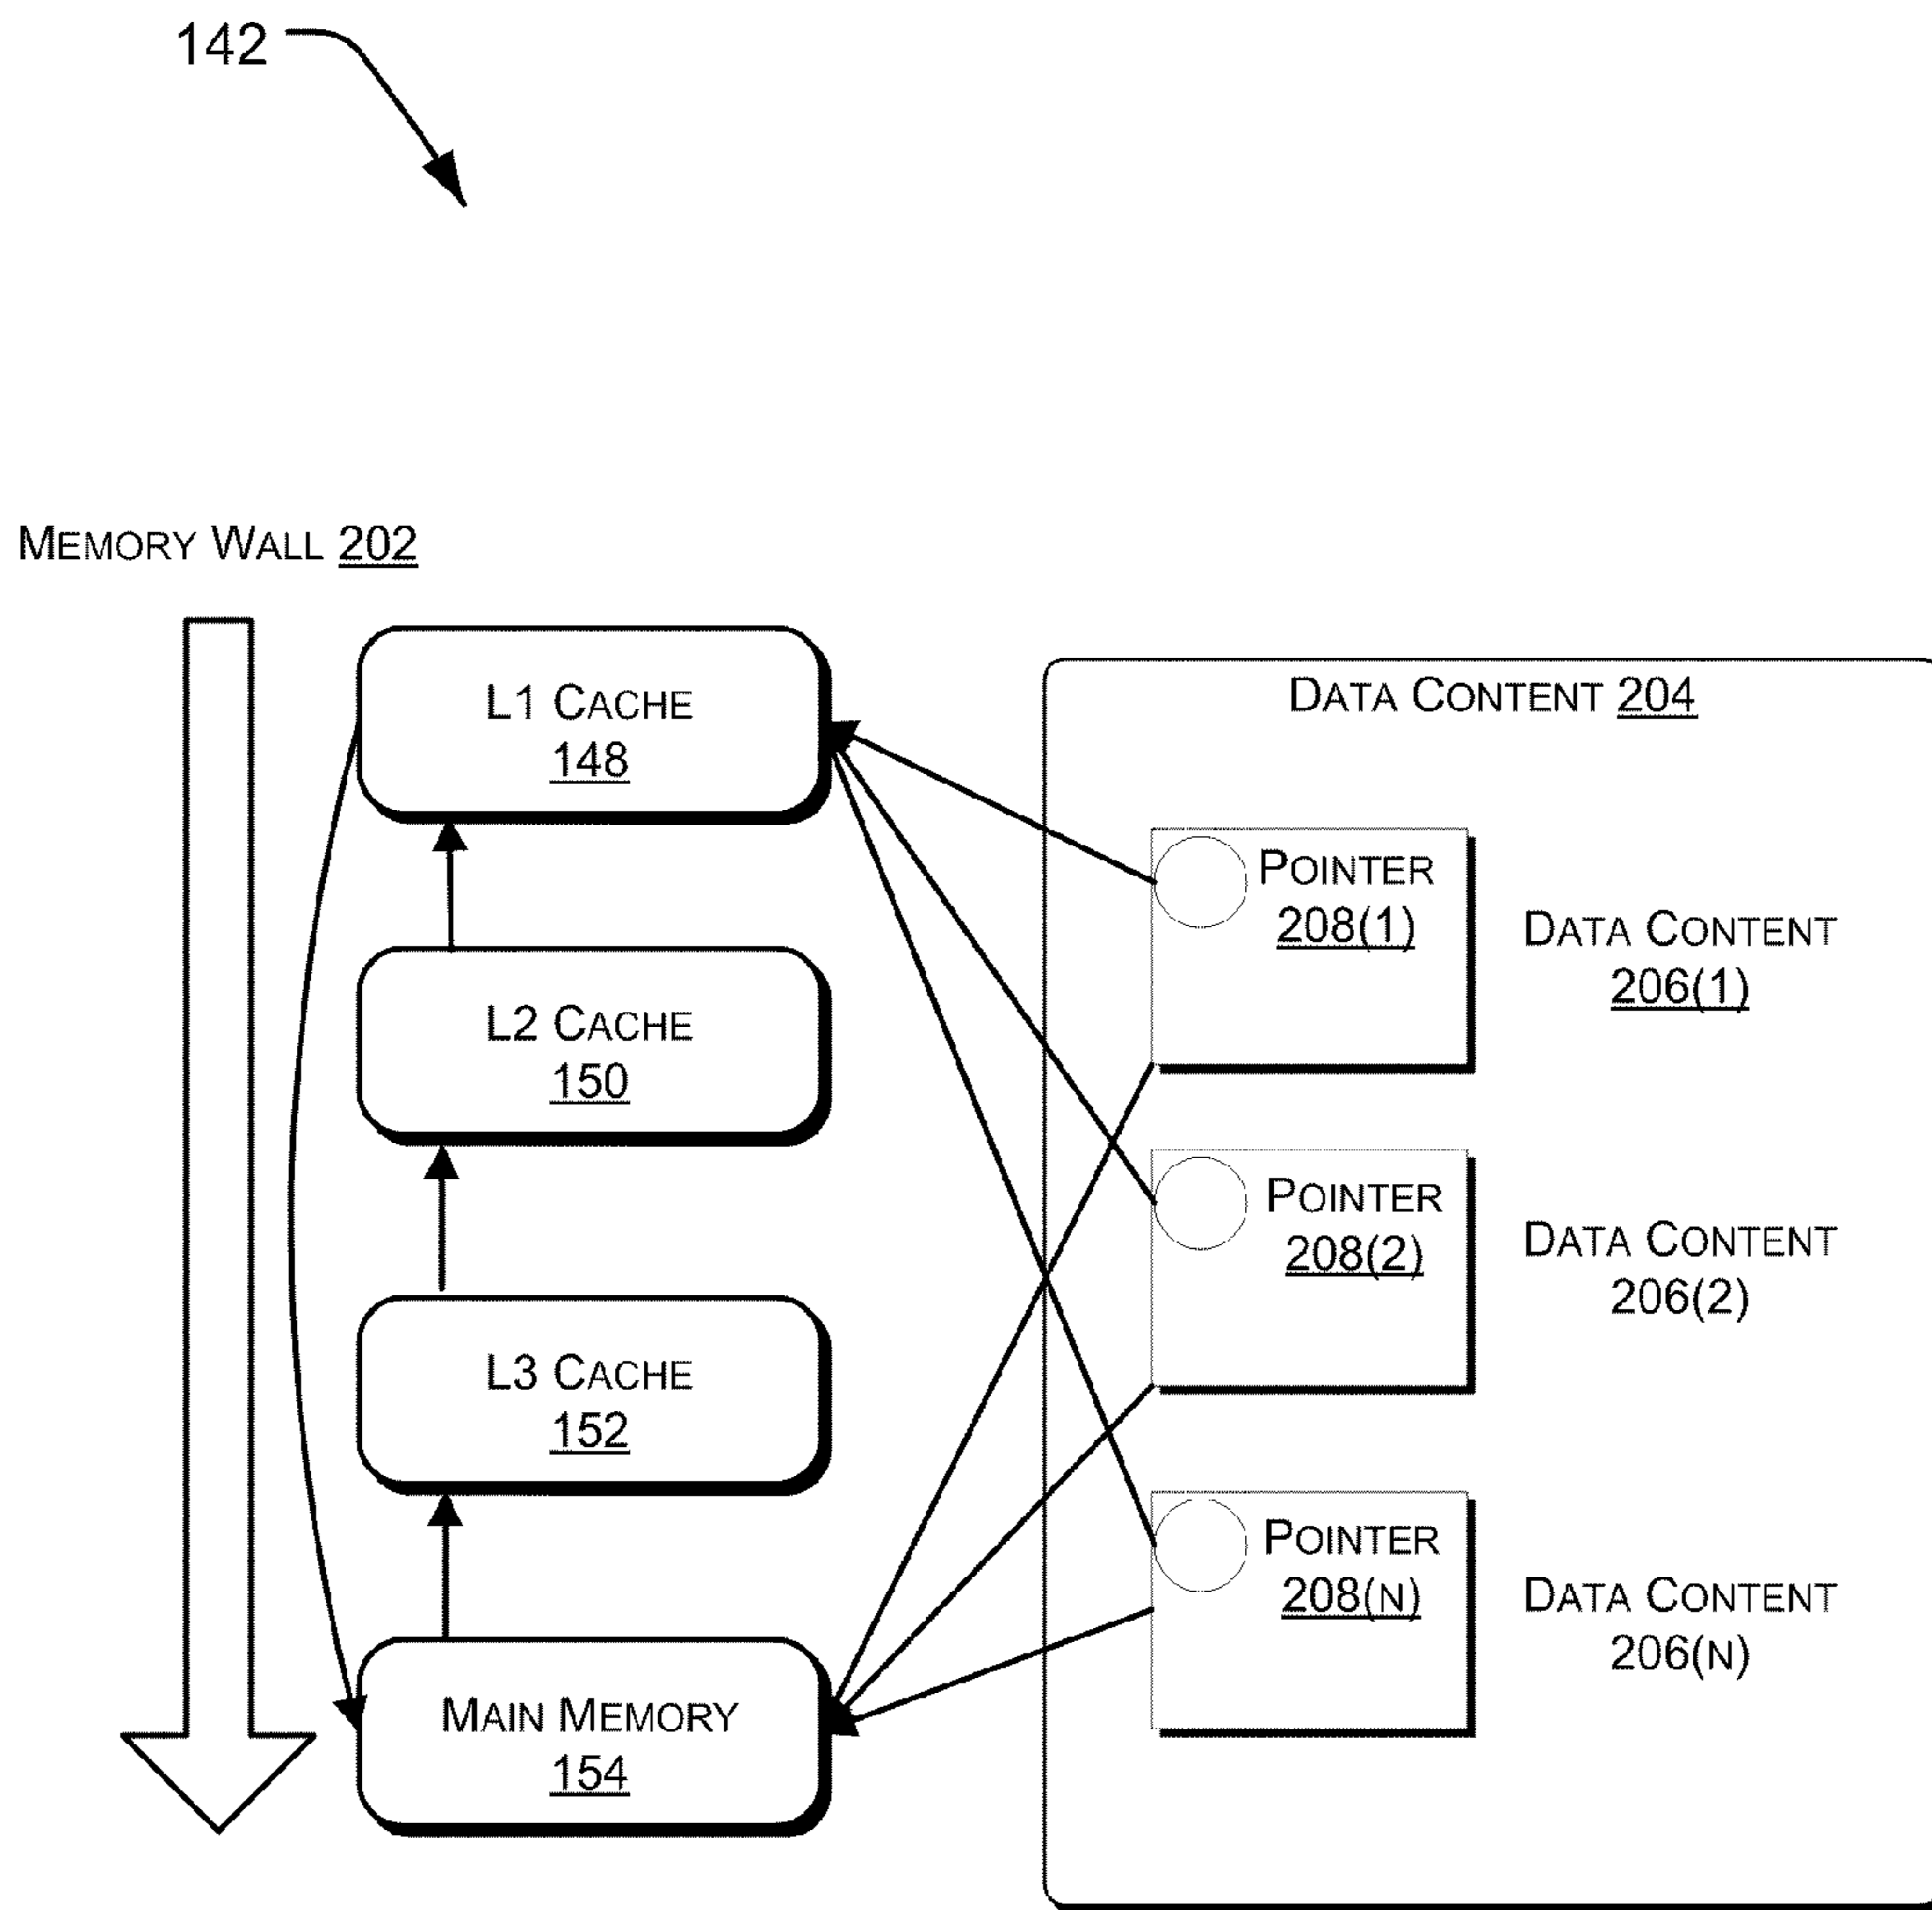 142
MEMORY WALL 202
L1 CACHE
148
L2 CACHE
150
L3 CACHE
152
MAIN MEMORY
154
DATA CONTENT 204
POINTER
208(1)
DATA CONTENT
206(1)
POINTER
208(2)
DATA CONTENT
206(2)
POINTER
208(N)
DATA CONTENT
206(N)